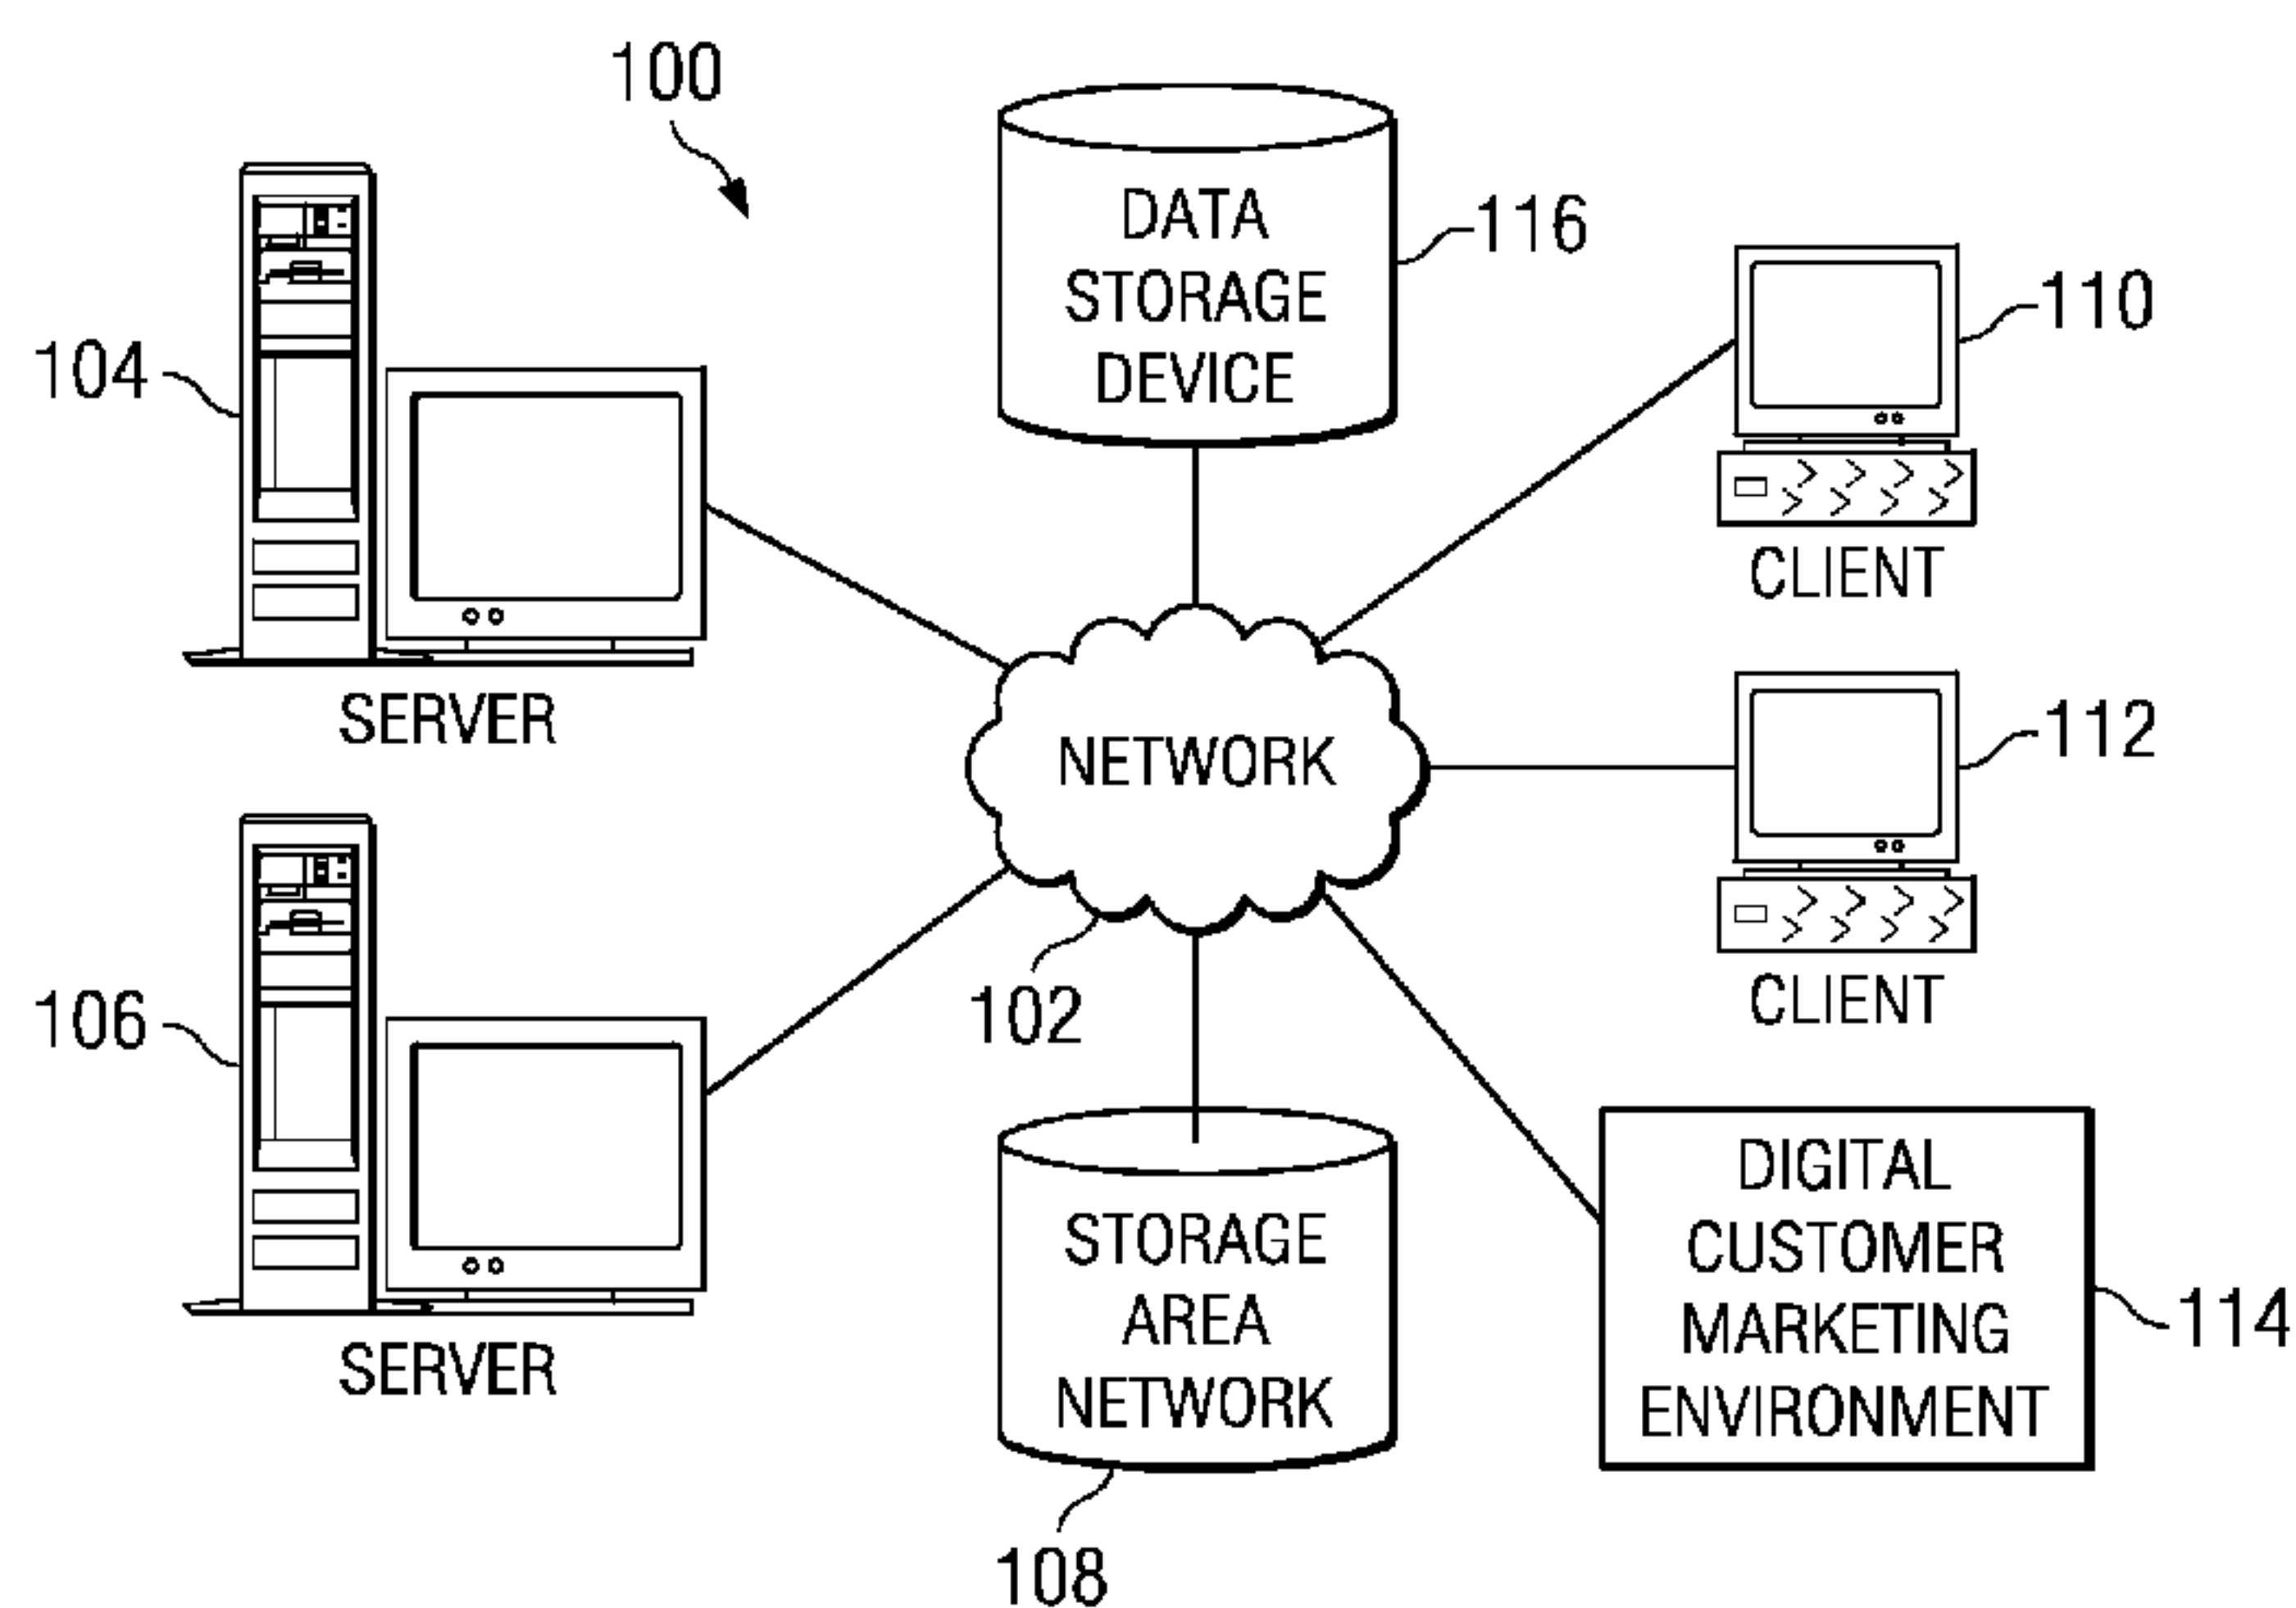 100
DATA
STORAGE
DEVICE
116
110
104
CLIENT
SERVER
NETWORK
112
102
CLIENT
106
SERVER
STORAGE
AREA
NETWORK
108
DIGITAL
CUSTOMER
MARKETING
ENVIRONMENT
114